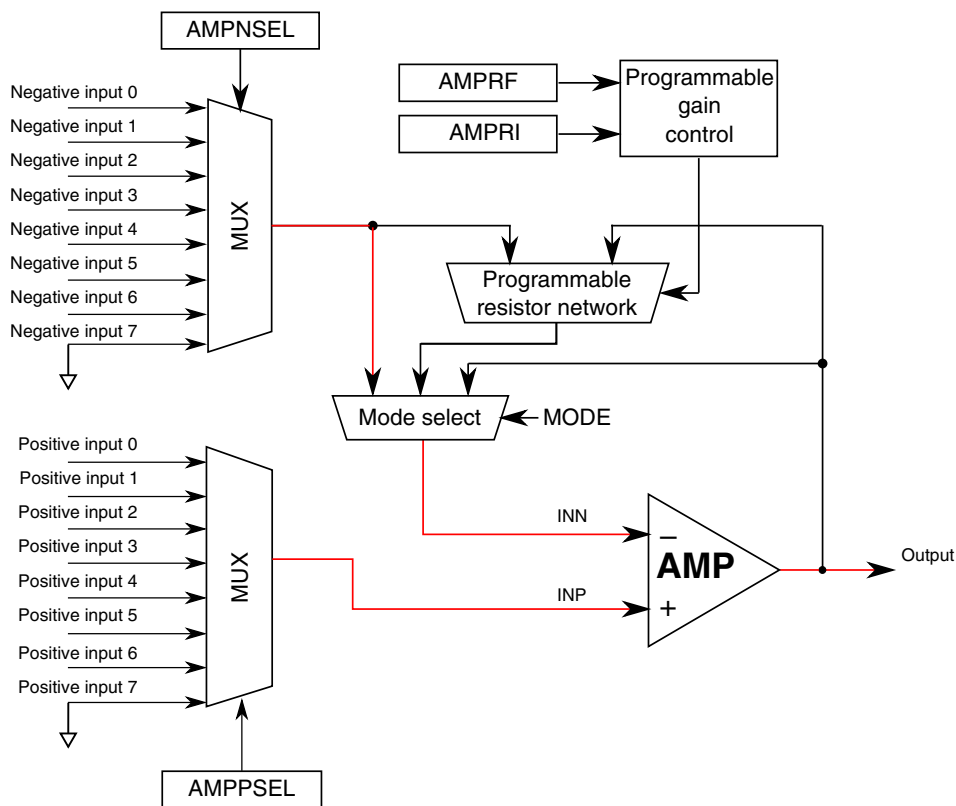 AMPNSEL
Negative input 0
Negative input 1
Negative input 2
Negative input 3
Negative input 4
Negative input 5
Negative input 6
Negative input 7
MUX
AMPRF
AMPRI
Programmable
gain
control
Programmable
resistor network
Mode select
MODE
Positive input 0
Positive input 1
Positive input 2
Positive input 3
Positive input 4
Positive input 5
Positive input 6
Positive input 7
MUX
INN
INP
−
AMP
+
Output
AMPPSEL